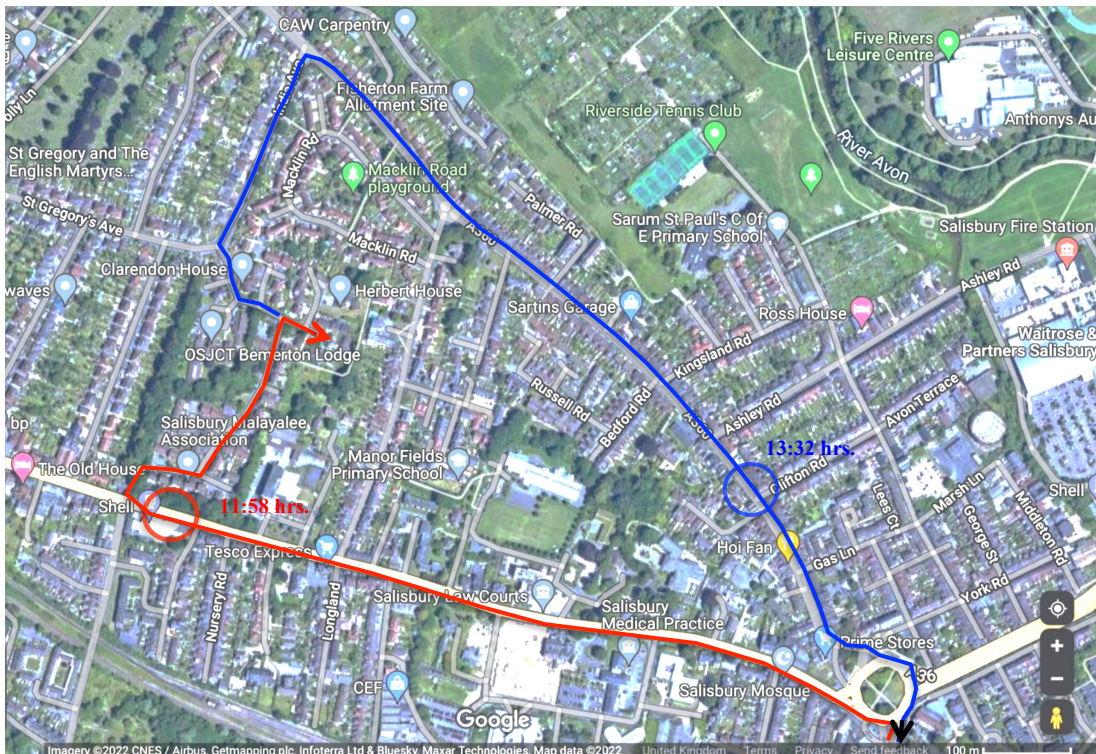 CAW Carpentry
Five Rivers
Leisure Centre
Fisherton Farm
Allotment Site
Riverside Tennis Club
Anthonys Au
River Avon
St Gregory and The
English Martyrs...
Macklin Rd
Macklin Road
playground
Palmer Rd
St Gregory's Ave
Sarum St.Paul's C Of
E Primary School
Salisbury Fire Station
A360
Macklin Rd
Clarendon House
Ashley Rd
waves
Herbert House
Sartins Garage
Ross House
Waitrose &
Partners Salisbury
Kingsland Rd
OSJCT Bemerton Lodge
Russell Rd
Bedford Rd
Ashley Rd
Avon Terrace
A360
bp
Salisbury Malayalee
Association
13:32 hrs.
The Old House
Manor Fields
Primary School
Clifton Rd
Marsh Ln
Middleton Rd
Shell
Shell
11:58 hrs.
Lees Ct
George St
Tesco Express
Hoi Fan
Gas Ln
Nursery Rd
Longland
Salisbury Law Courts
York Rd
Salisbury
Medical Practice
Prime Stores
A36
CEF
Salisbury Mosque
Google
Imagery ©2022 CNES / Airbus, Getmapping plc, Infoterra Ltd & Bluesky, Maxar Technologies, Map data ©2022
United Kingdom
Terms
Privacy
Send feedback
100 m